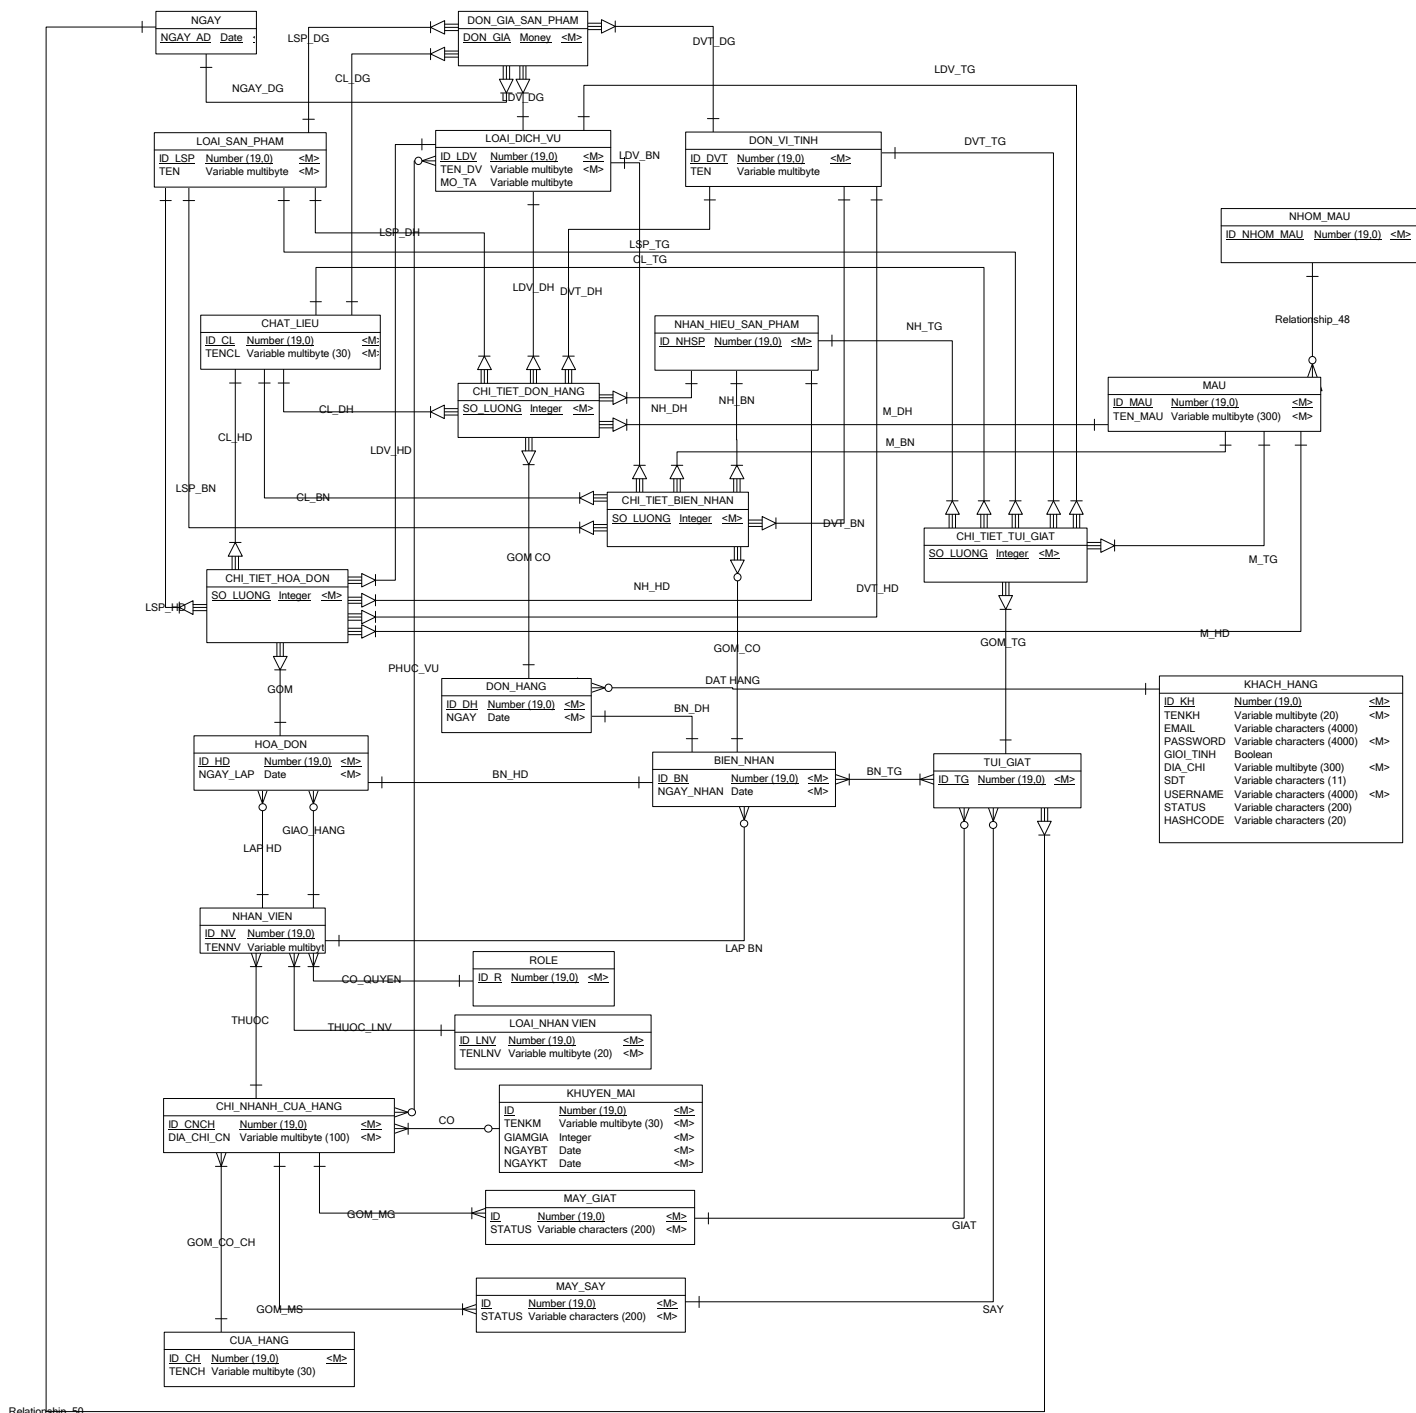 NGAY
NGAY_AD Date
DON_GIA_SAN_PHAM
DON_GIA Money <M>
LSP_DG
DVT_DG
CL_DG
NGAY_DG
LDV_DG
LDV_TG
LOAI_SAN_PHAM
ID_LSP Number (19,0) <M>
TEN Variable multibyte <M>
LOAI_DICH_VU
ID_LDV Number (19,0) <M>
TEN_DV Variable multibyte <M>
MO_TA Variable multibyte
LDV_BN
DON_VI_TINH
ID_DVT Number (19,0) <M>
TEN Variable multibyte
DVT_TG
NHOM_MAU
ID_NHOM_MAU Number (19,0) <M>
LSP_DH
LSP_TG
CL_TG
LDV_DH
DVT_DH
Relationship_48
CHAT_LIEU
ID_CL Number (19,0) <M>
TENCL Variable multibyte (30) <M>
NHAN_HIEU_SAN_PHAM
ID_NHSP Number (19,0) <M>
NH_TG
CHI_TIET_DON_HANG
SO_LUONG Integer <M>
MAU
ID_MAU Number (19,0) <M>
TEN_MAU Variable multibyte (300) <M>
CL_DH
NH_DH
NH_BN
M_DH
CL_HD
LDV_HD
M_BN
LSP_BN
CL_BN
CHI_TIET_BIEN_NHAN
SO_LUONG Integer <M>
DVT_BN
CHI_TIET_TUI_GIAT
SO_LUONG Integer <M>
GOM CO
M_TG
CHI_TIET_HOA_DON
SO_LUONG Integer <M>
NH_HD
DVT_HD
LSP_HD
M_HD
GOM_TG
GOM_CO
PHUC_VU
GOM
DAT HANG
DON_HANG
ID_DH Number (19,0) <M>
NGAY Date <M>
BN_DH
KHACH_HANG
ID_KH Number (19,0) <M>
TENKH Variable multibyte (20) <M>
EMAIL Variable characters (4000)
PASSWORD Variable characters (4000) <M>
GIOI_TINH Boolean
DIA_CHI Variable multibyte (300) <M>
SDT Variable characters (11)
USERNAME Variable characters (4000) <M>
STATUS Variable characters (200)
HASHCODE Variable characters (20)
HOA_DON
ID_HD Number (19,0) <M>
NGAY_LAP Date <M>
BN_HD
BIEN_NHAN
ID_BN Number (19,0) <M>
NGAY_NHAN Date <M>
BN_TG
TUI_GIAT
ID_TG Number (19,0) <M>
GIAO_HANG
LAP HD
NHAN_VIEN
ID_NV Number (19,0)
TENNV Variable multibyt
LAP BN
CO_QUYEN
ROLE
ID_R Number (19,0) <M>
THUOC
THUOC_LNV
LOAI_NHAN VIEN
ID_LNV Number (19,0) <M>
TENLNV Variable multibyte (20) <M>
CHI_NHANH_CUA_HANG
ID_CNCH Number (19,0) <M>
DIA_CHI_CN Variable multibyte (100) <M>
CO
KHUYEN_MAI
ID Number (19,0) <M>
TENKM Variable multibyte (30) <M>
GIAMGIA Integer <M>
NGAYBT Date <M>
NGAYKT Date <M>
GOM_MG
MAY_GIAT
ID Number (19,0) <M>
STATUS Variable characters (200) <M>
GIAT
GOM_CO_CH
GOM_MS
MAY_SAY
ID Number (19,0) <M>
STATUS Variable characters (200) <M>
SAY
CUA_HANG
ID_CH Number (19,0) <M>
TENCH Variable multibyte (30)
Relationship_50